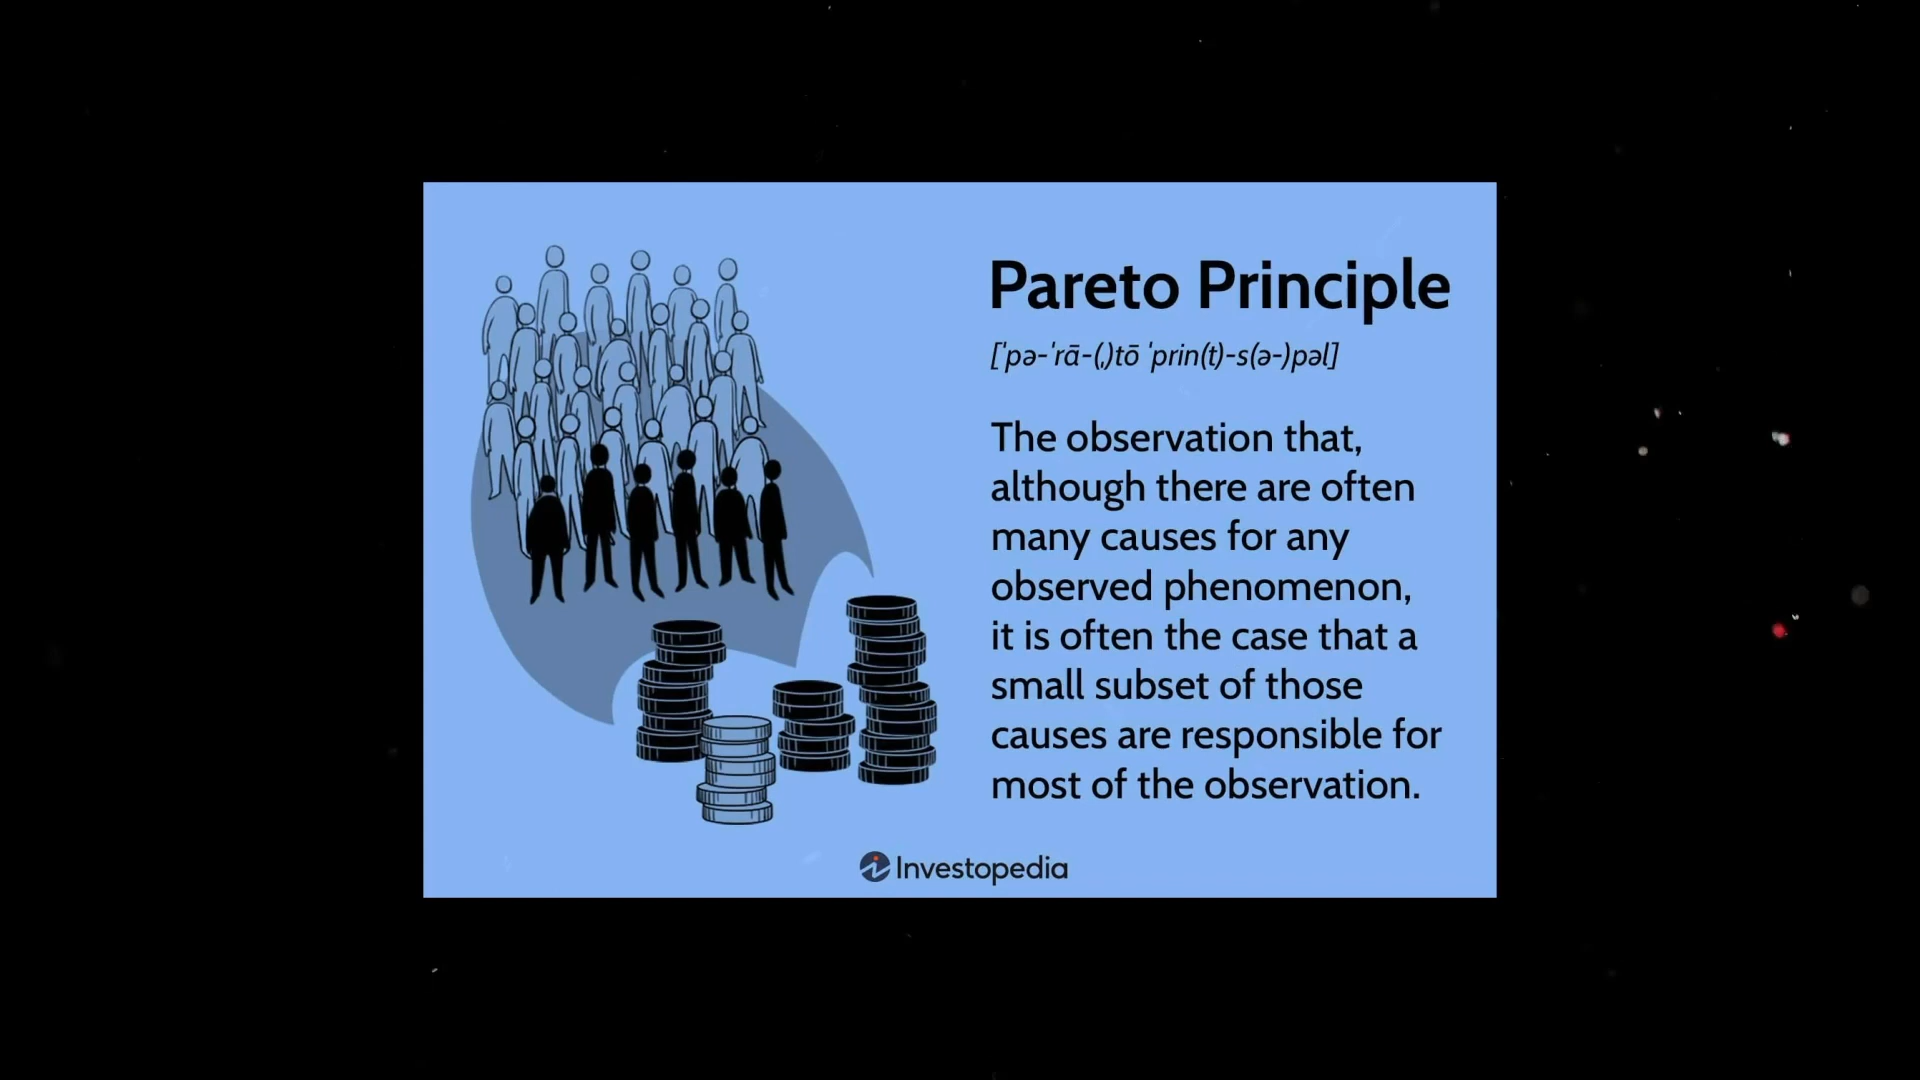 Pareto Principle
['pə-ˈrā-(ˌ)tō ˈprin(t)-s(ə-)pəl]
The observation that,
although there are often
many causes for any
observed phenomenon,
it is often the case that a
small subset of those
causes are responsible for
most of the observation.
Investopedia